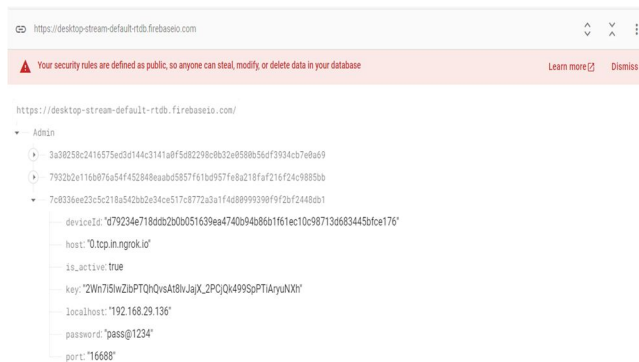 https://desktop-stream-default-rtdb.firebaseio.com
Your security rules are defined as public, so anyone can steal, modify, or delete data in your database Learn more Dismiss
https://desktop-stream-default-rtdb.firebaseio.com/
Admin
3a30258c2416575ed3d144c3141a0f5d82298c0b32e0580b56df3934cb7e0a69
7932b2e116b076a54f452848eaabd5857f61bd957fe8a218faf216f24c9885bb
7c0336ee23c5c218a542bb2e34ce517c8772a3a1f4d80999390f9f2bf2448db1
deviceId: "d79234e718ddb2b0b051639ea4740b94b86b1f61ec10c98713d683445bfce176"
host: "0.tcp.in.ngrok.io"
is_active: true
key: "2Wn7i5IwZibPTQhQvsAt8IvJajX_2PCjQk499SpPTiAryuNXh"
localhost: "192.168.29.136"
password: "pass@1234"
port: "16688"